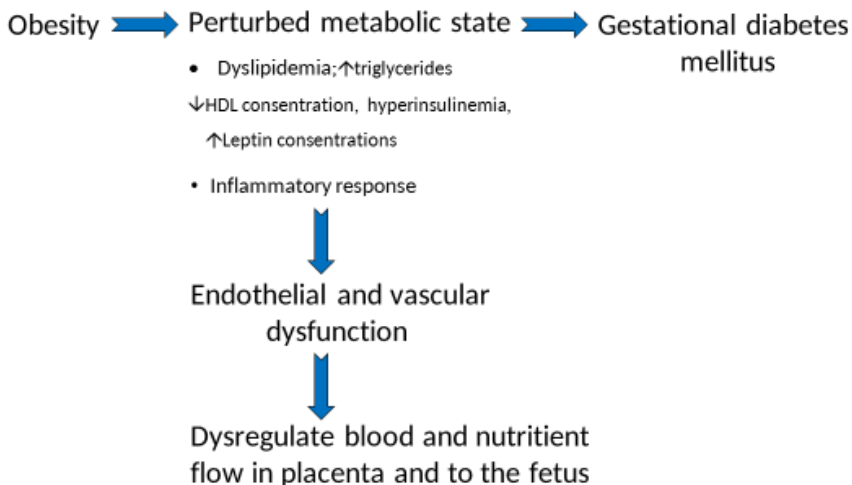 Obesity
Perturbed metabolic state
Gestational diabetes
mellitus
• Dyslipidemia;↑triglycerides
↓HDL consentration, hyperinsulinemia,
↑Leptin consentrations
• Inflammatory response
Endothelial and vascular
dysfunction
Dysregulate blood and nutritient
flow in placenta and to the fetus